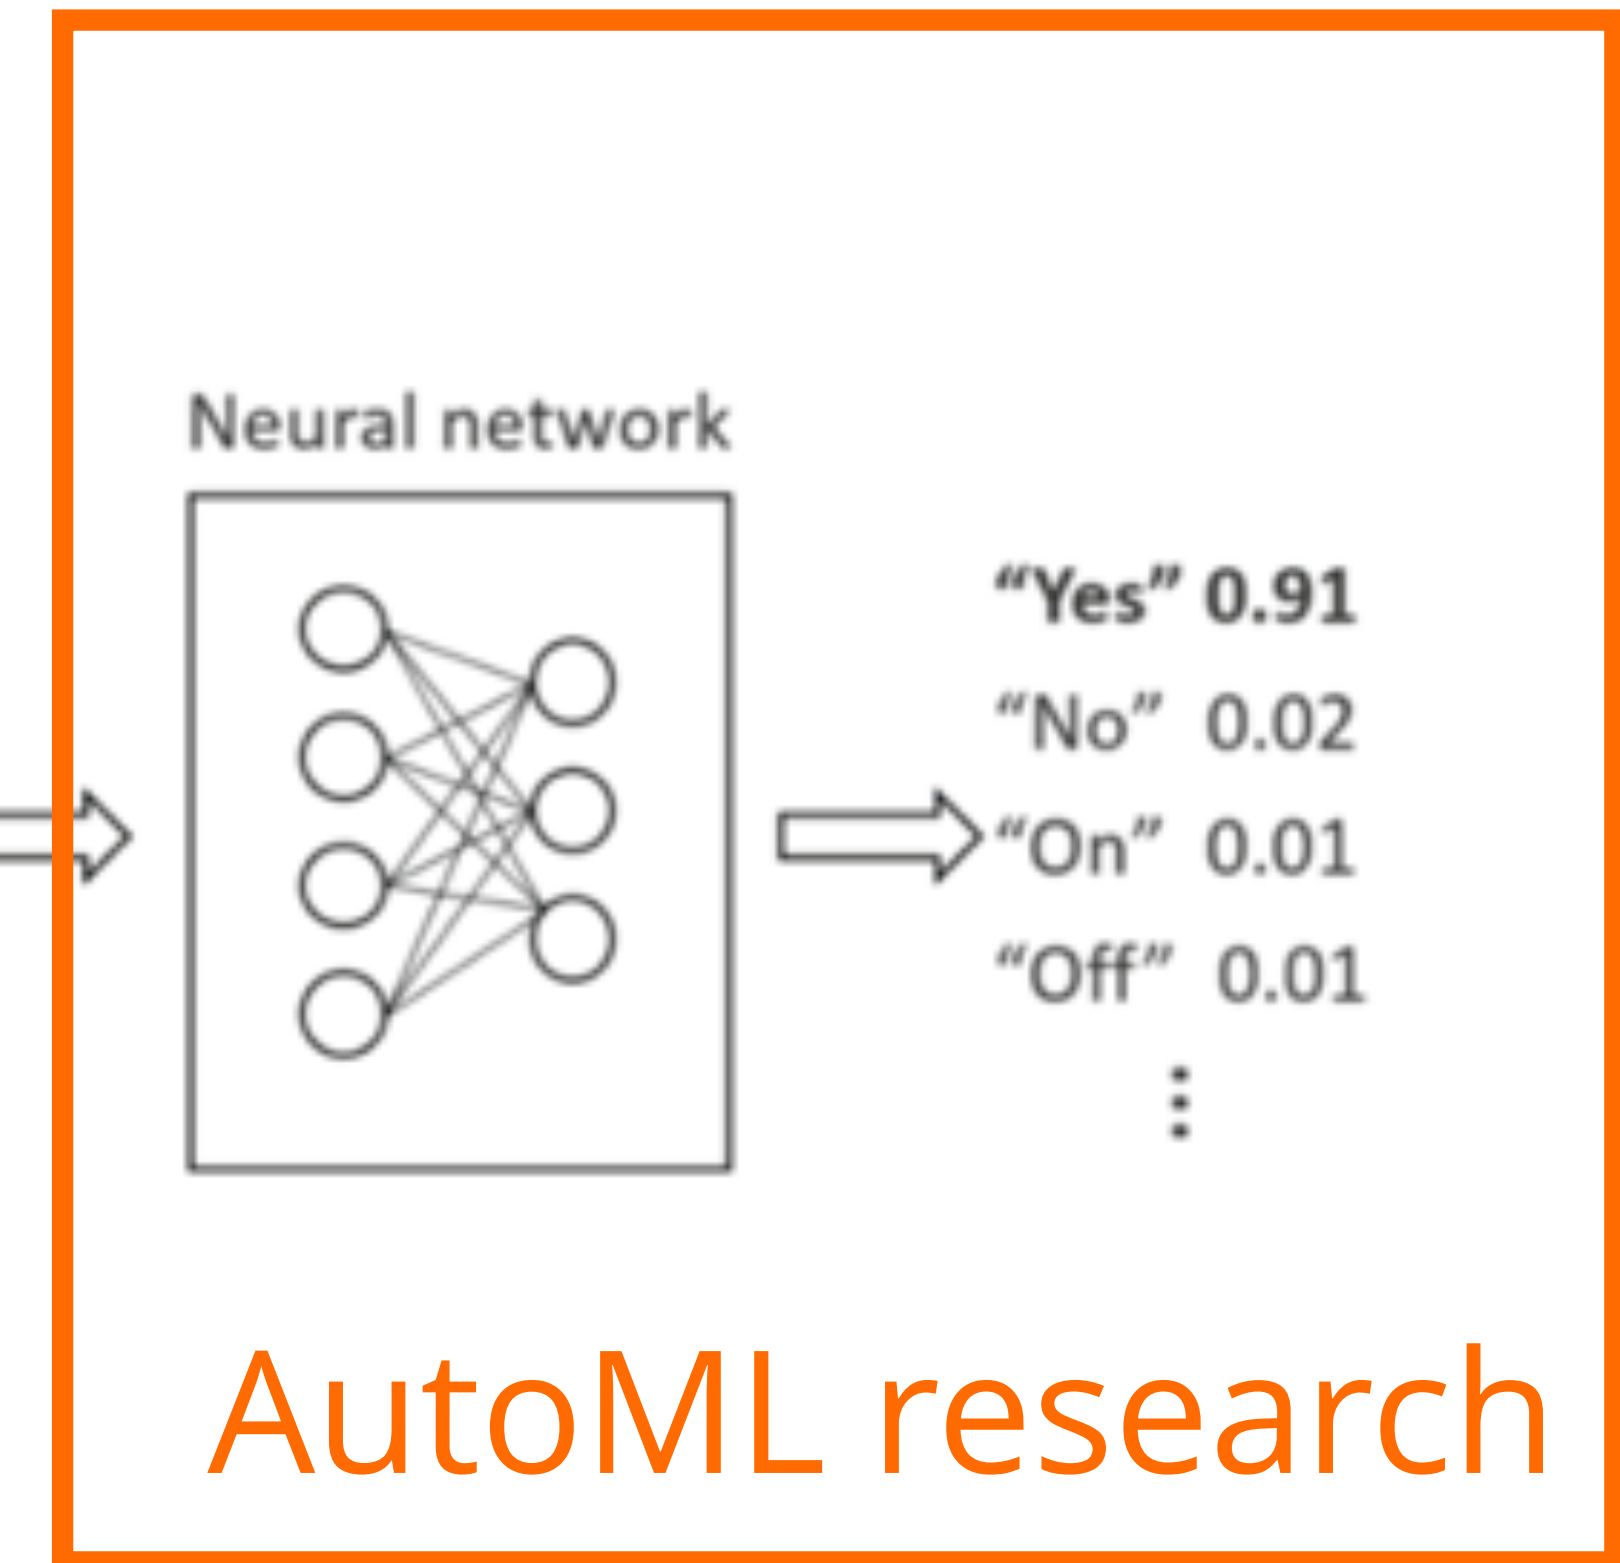 Neural network
“Yes” 0.91
“No” 0.02
“On” 0.01
“Off” 0.01
⋮
AutoML research